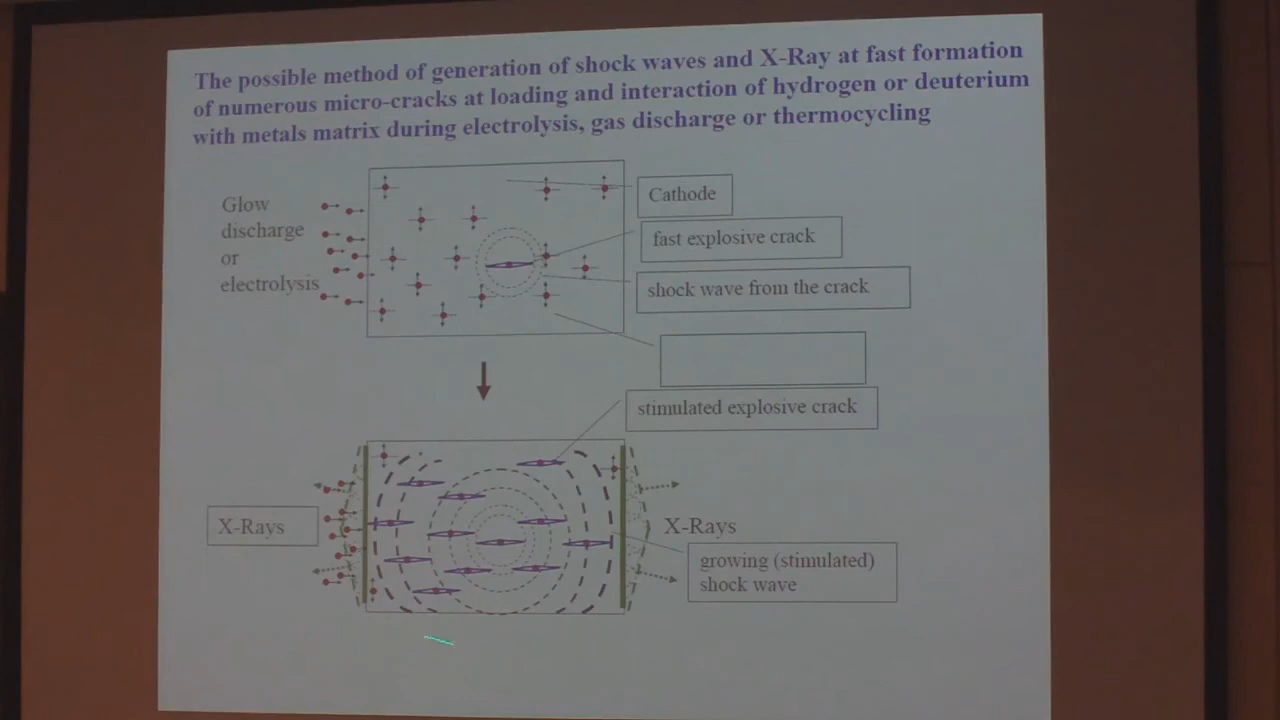 The possible method of generation of shock waves and X-Ray at fast formation
of numerous micro-cracks at loading and interaction of hydrogen or deuterium
with metals matrix during electrolysis, gas discharge or thermocycling
Glow
discharge
or
electrolysis
Cathode
fast explosive crack
shock wave from the crack
stimulated explosive crack
X-Rays
X-Rays
growing (stimulated)
shock wave